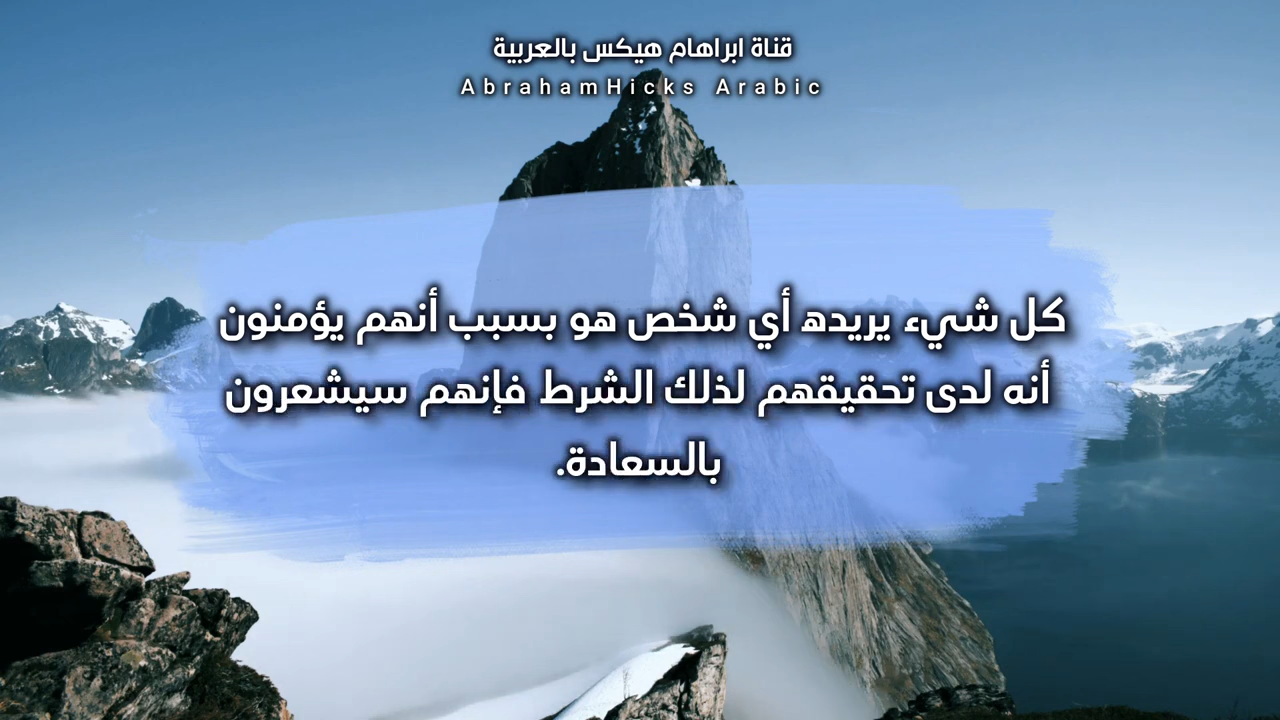 قناة ابراهام هيكس بالعربية
AbrahamHicks Arabic
كل شيء يريده أي شخص هو بسبب أنهم يؤمنون
أنه لدى تحقيقهم لذلك الشرط فإنهم سيشعرون
بالسعادة.